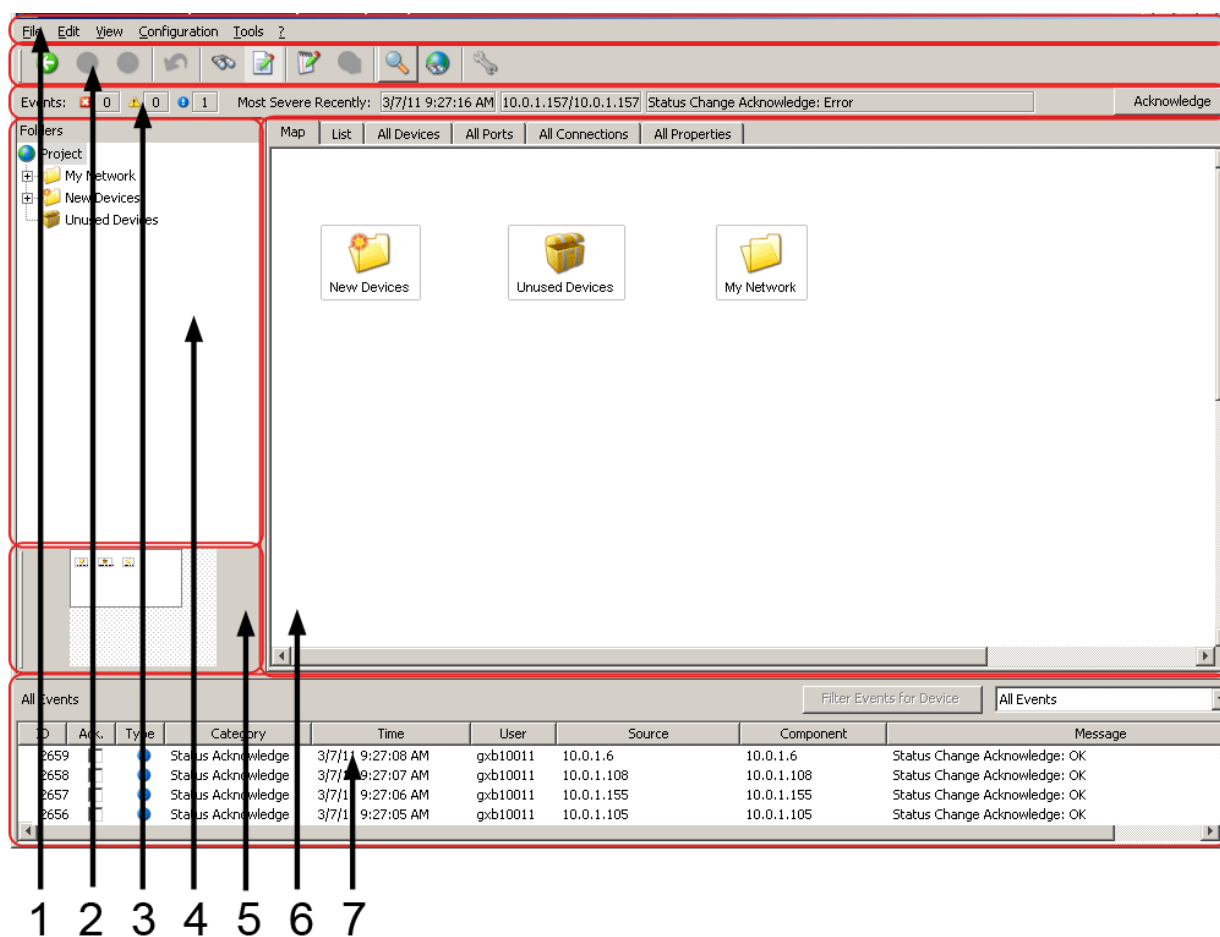 File Edit View Configuration Tools ?
Events: 0 0 1 Most Severe Recently: 3/7/11 9:27:16 AM 10.0.1.157/10.0.1.157 Status Change Acknowledge: Error Acknowledge
Folders
Project
My Network
New Devices
Unused Devices
Map List All Devices All Ports All Connections All Properties
New Devices Unused Devices My Network
All Events Filter Events for Device All Events
ID Ack. Type Category Time User Source Component Message
2659 Status Acknowledge 3/7/11 9:27:08 AM gxb10011 10.0.1.6 10.0.1.6 Status Change Acknowledge: OK
2658 Status Acknowledge 3/7/11 9:27:07 AM gxb10011 10.0.1.108 10.0.1.108 Status Change Acknowledge: OK
2657 Status Acknowledge 3/7/11 9:27:06 AM gxb10011 10.0.1.155 10.0.1.155 Status Change Acknowledge: OK
2656 Status Acknowledge 3/7/11 9:27:05 AM gxb10011 10.0.1.105 10.0.1.105 Status Change Acknowledge: OK
1 2 3 4 5 6 7